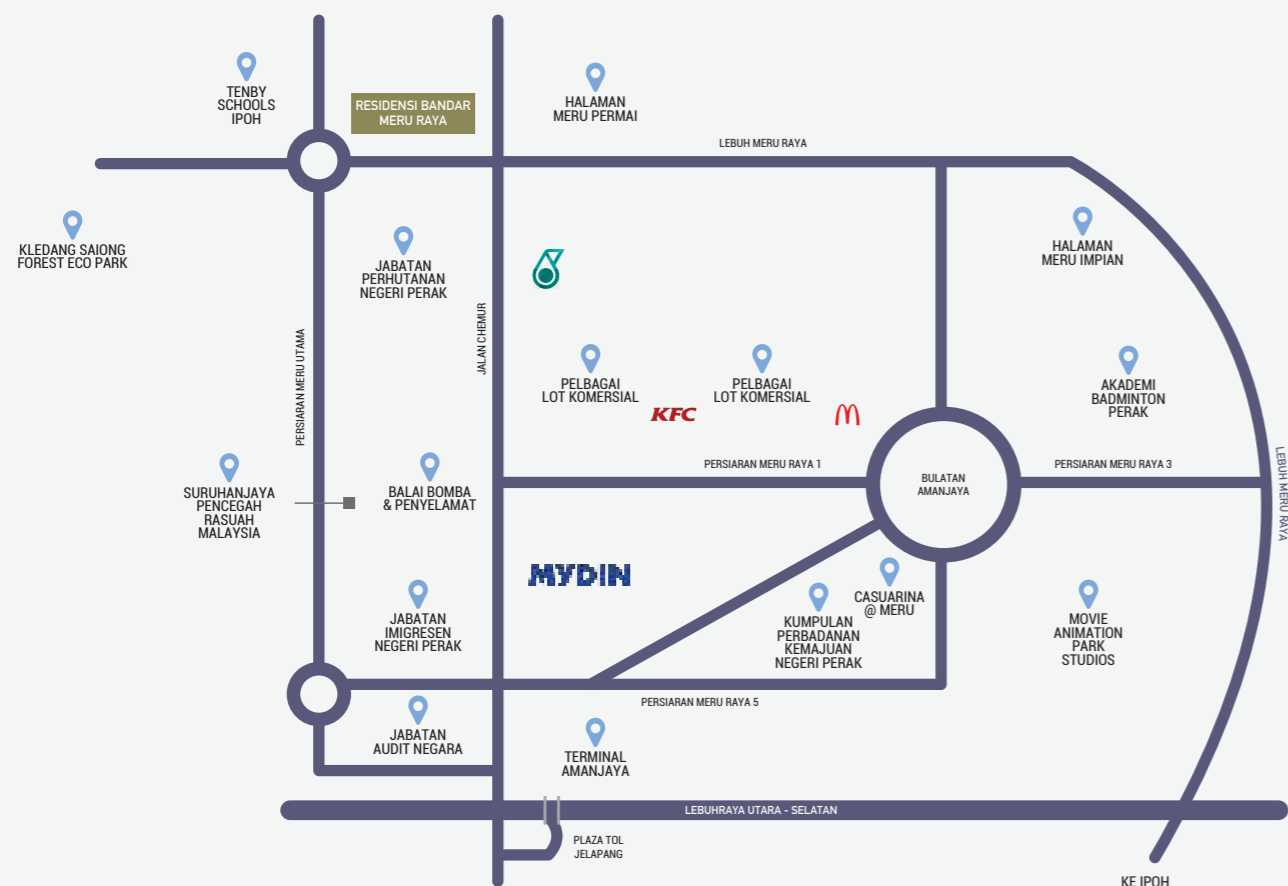 TENBY
SCHOOLS
IPOH
RESIDENSI BANDAR
MERU RAYA
HALAMAN
MERU PERMAI
LEBUH MERU RAYA
KLEDANG SAIONG
FOREST ECO PARK
JABATAN
PERHUTANAN
NEGERI PERAK
HALAMAN
MERU IMPIAN
PERSIARAN MERU UTAMA
JALAN CHEMUR
PELBAGAI
LOT KOMERSIAL
PELBAGAI
LOT KOMERSIAL
KFC
AKADEMI
BADMINTON
PERAK
PERSIARAN MERU RAYA 1
BULATAN
AMANJAYA
PERSIARAN MERU RAYA 3
LEBUH MERU RAYA
SURUHANJAYA
PENCEGAH
RASUAH
MALAYSIA
BALAI BOMBA
& PENYELAMAT
MYDIN
CASUARINA
@ MERU
JABATAN
IMIGRESEN
NEGERI PERAK
KUMPULAN
PERBADANAN
KEMAJUAN
NEGERI PERAK
MOVIE
ANIMATION
PARK
STUDIOS
PERSIARAN MERU RAYA 5
JABATAN
AUDIT NEGARA
TERMINAL
AMANJAYA
LEBUHRAYA UTARA - SELATAN
PLAZA TOL
JELAPANG
KE IPOH